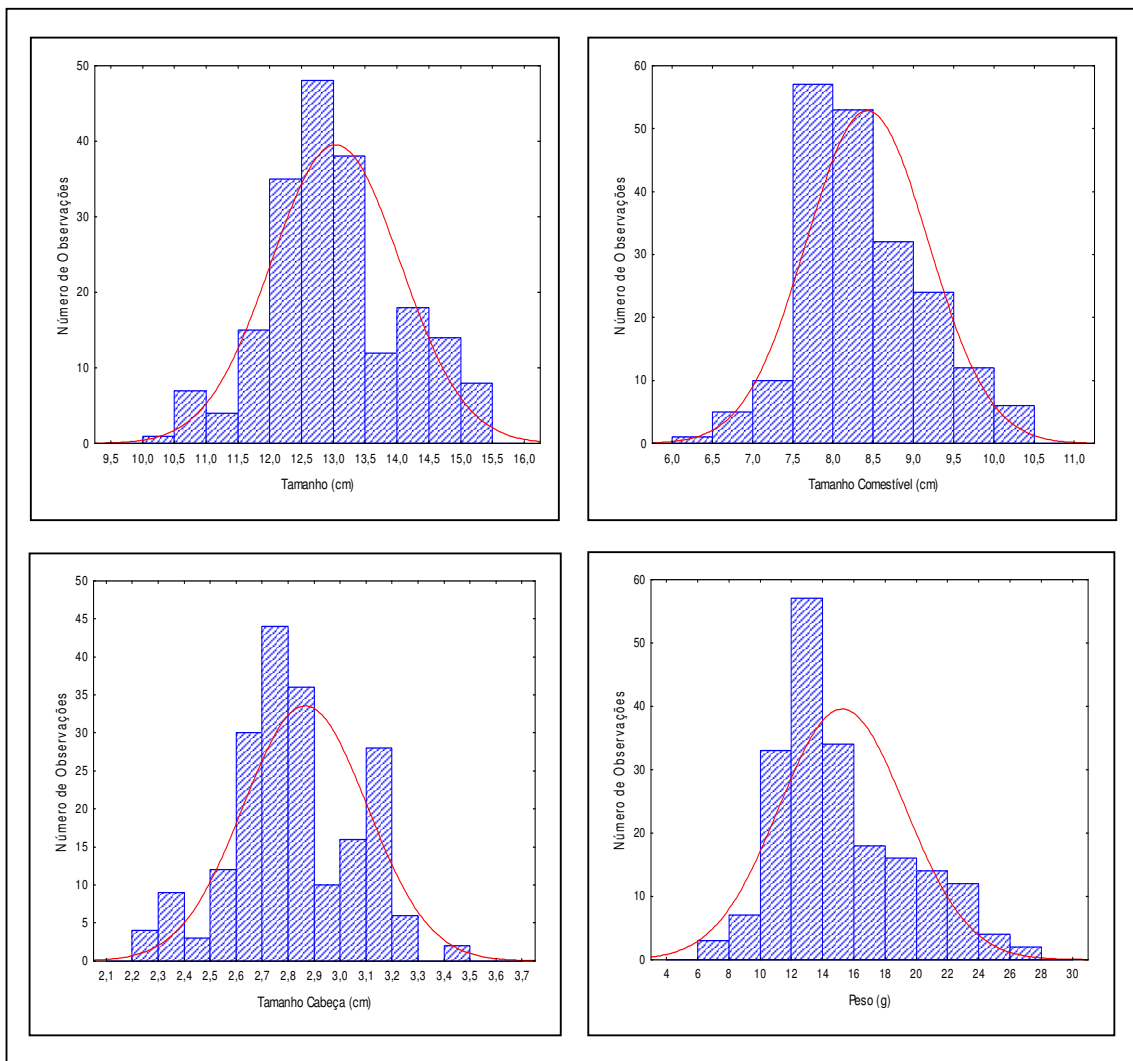 50
40
30
20
10
0
Número de Observações
9,5 10,0 10,5 11,0 11,5 12,0 12,5 13,0 13,5 14,0 14,5 15,0 15,5 16,0
Tamanho (cm)
60
50
40
30
20
10
0
Número de Observações
6,0 6,5 7,0 7,5 8,0 8,5 9,0 9,5 10,0 10,5 11,0
Tamanho Comestível (cm)
50
45
40
35
30
25
20
15
10
5
0
Número de Observações
2,1 2,2 2,3 2,4 2,5 2,6 2,7 2,8 2,9 3,0 3,1 3,2 3,3 3,4 3,5 3,6 3,7
Tamanho Cabeça (cm)
60
50
40
30
20
10
0
Número de Observações
4 6 8 10 12 14 16 18 20 22 24 26 28 30
Peso (g)